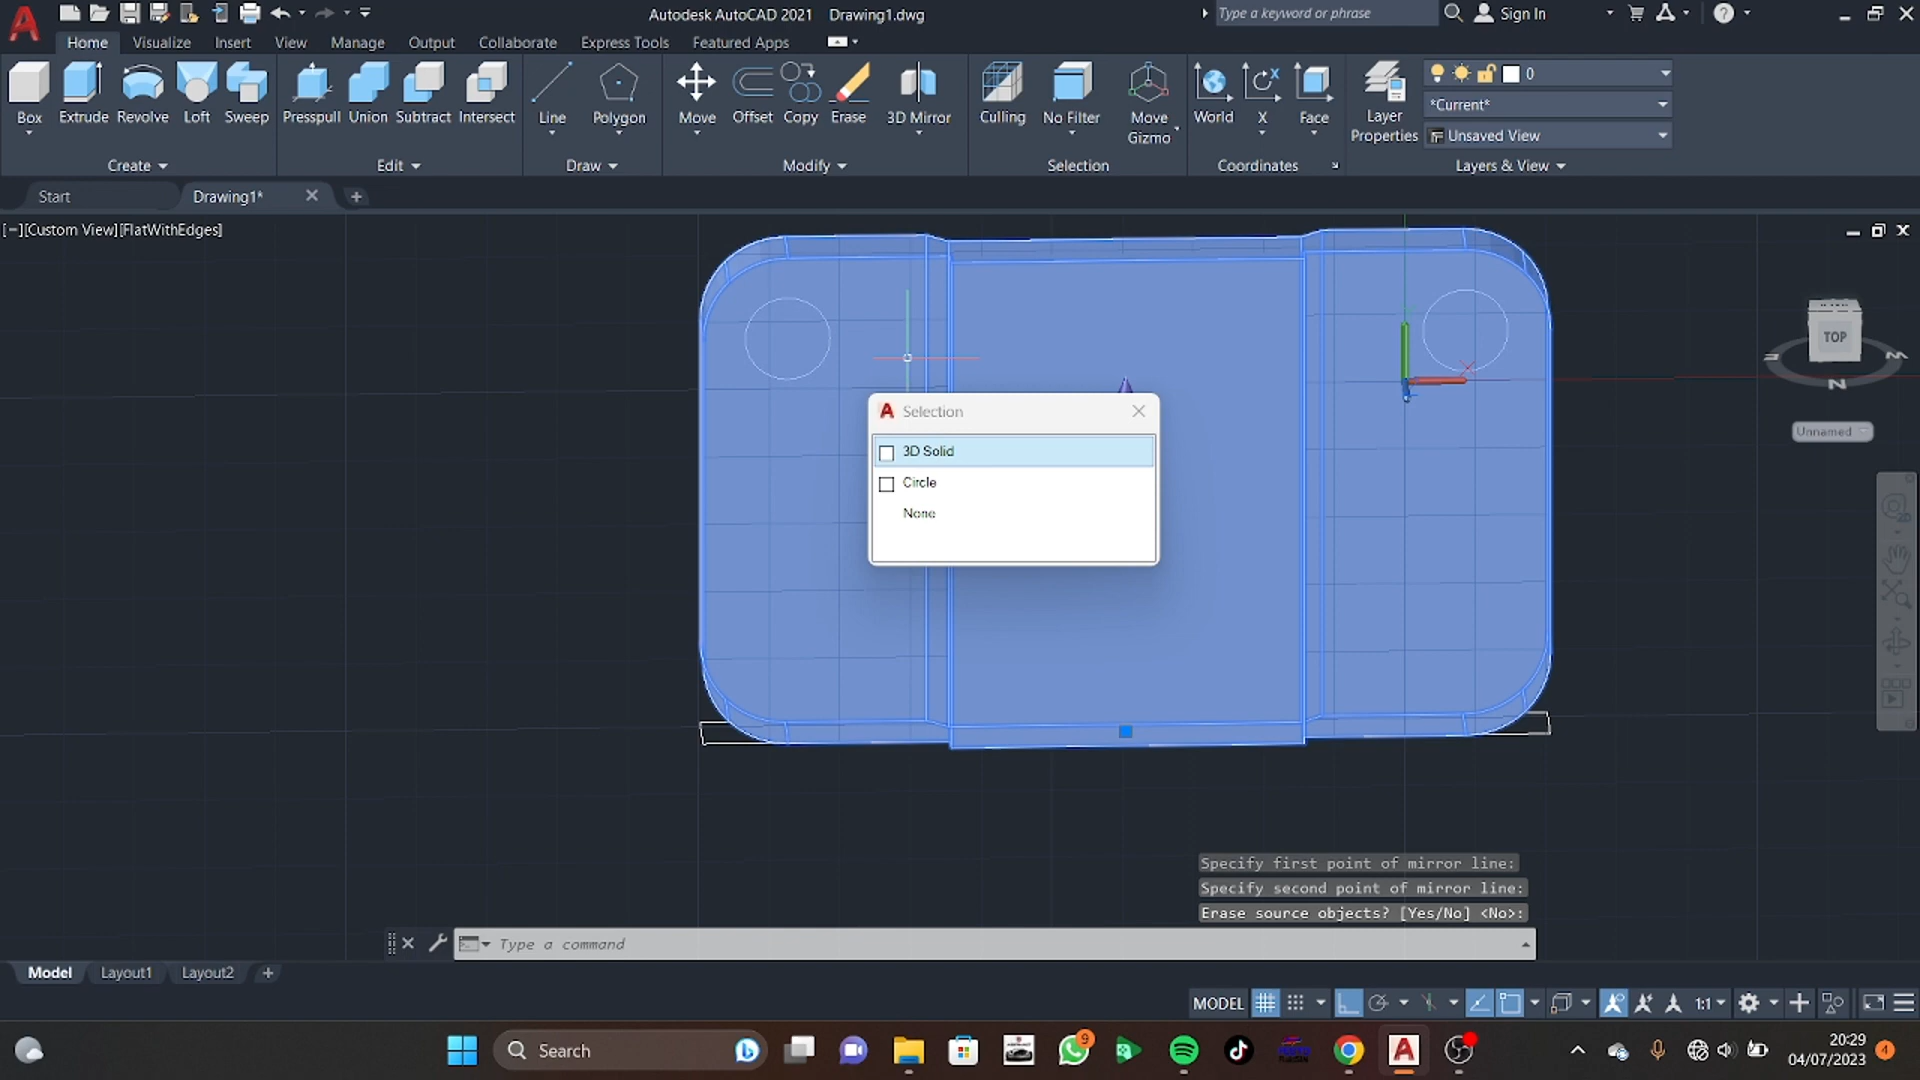 Autodesk AutoCAD 2021 Drawing1.dwg
Type a keyword or phrase
Sign In
Home Visualize Insert View Manage Output Collaborate Express Tools Featured Apps
Box Extrude Revolve Loft Sweep Presspull Union Subtract Intersect Line Polygon Move Offset Copy Erase 3D Mirror Culling No Filter Move Gizmo World X Face Layer Properties
0
*Current*
Unsaved View
Create Edit Draw Modify Selection Coordinates Layers & View
Start Drawing1*
[−][Custom View][FlatWithEdges]
TOP
N
Unnamed
Selection
3D Solid
Circle
None
Specify first point of mirror line:
Specify second point of mirror line:
Erase source objects? [Yes/No] <No>:
Type a command
Model Layout1 Layout2
MODEL 1:1
Search
9
20:29
04/07/2023
4